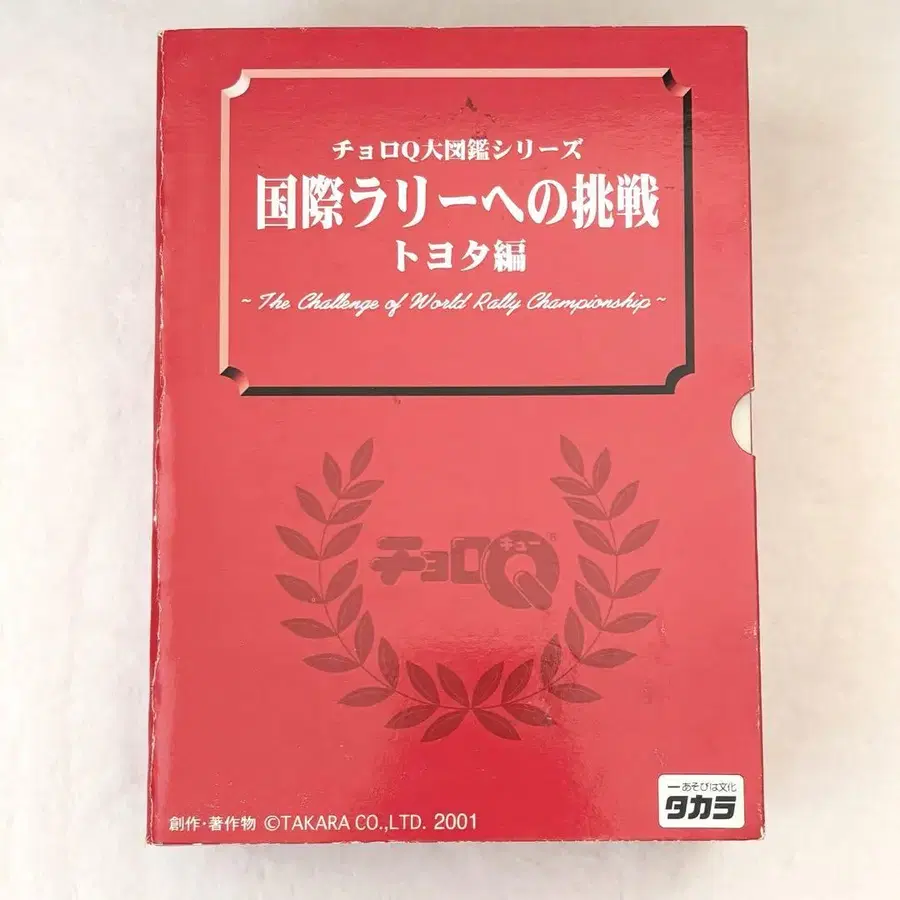 チョロQ大図鑑シリーズ
国際ラリーへの挑戦
トヨタ編
~ The Challenge of World Rally Championship ~
チョロQ
キュー
®
創作・著作物 ©TAKARA CO.,LTD. 2001
―あそびは文化
タカラ